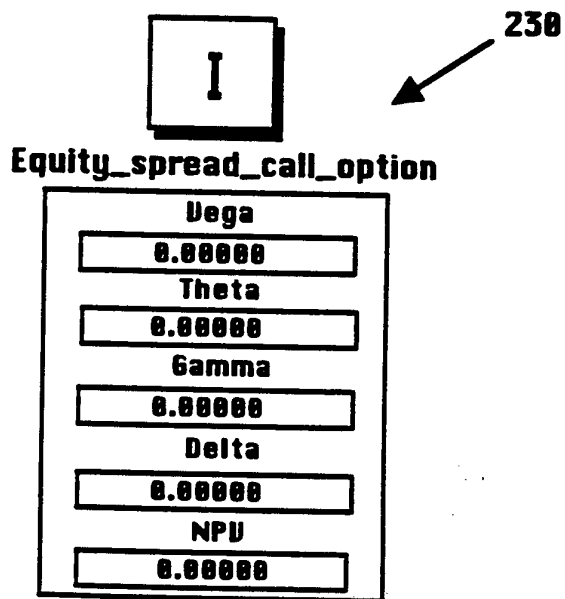 230
I
Equity_spread_call_option
Vega
0.00000
Theta
0.00000
Gamma
0.00000
Delta
0.00000
NPV
0.00000